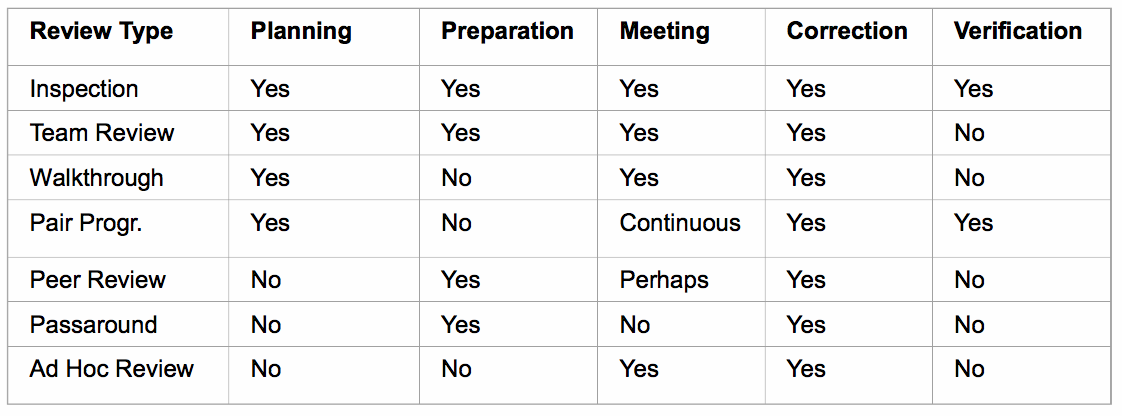 Review Type Planning Preparation Meeting Correction Verification
Inspection Yes Yes Yes Yes Yes
Team Review Yes Yes Yes Yes No
Walkthrough Yes No Yes Yes No
Pair Progr. Yes No Continuous Yes Yes
Peer Review No Yes Perhaps Yes No
Passaround No Yes No Yes No
Ad Hoc Review No No Yes Yes No